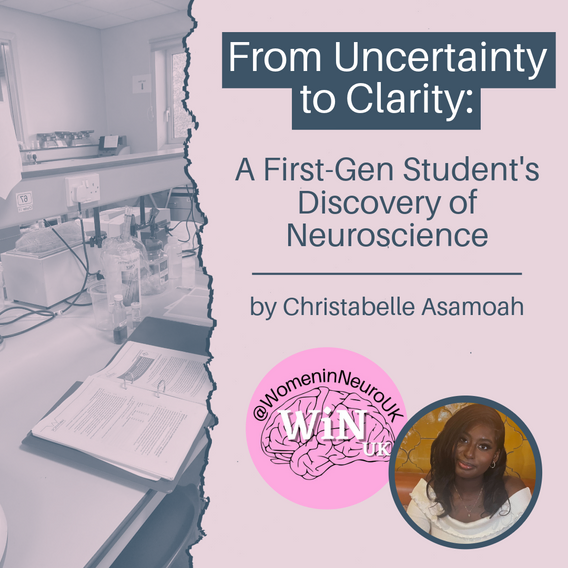 From Uncertainty
to Clarity:
A First-Gen Student's
Discovery of
Neuroscience
by Christabelle Asamoah
@WomeninNeuroUK
WiN
UK